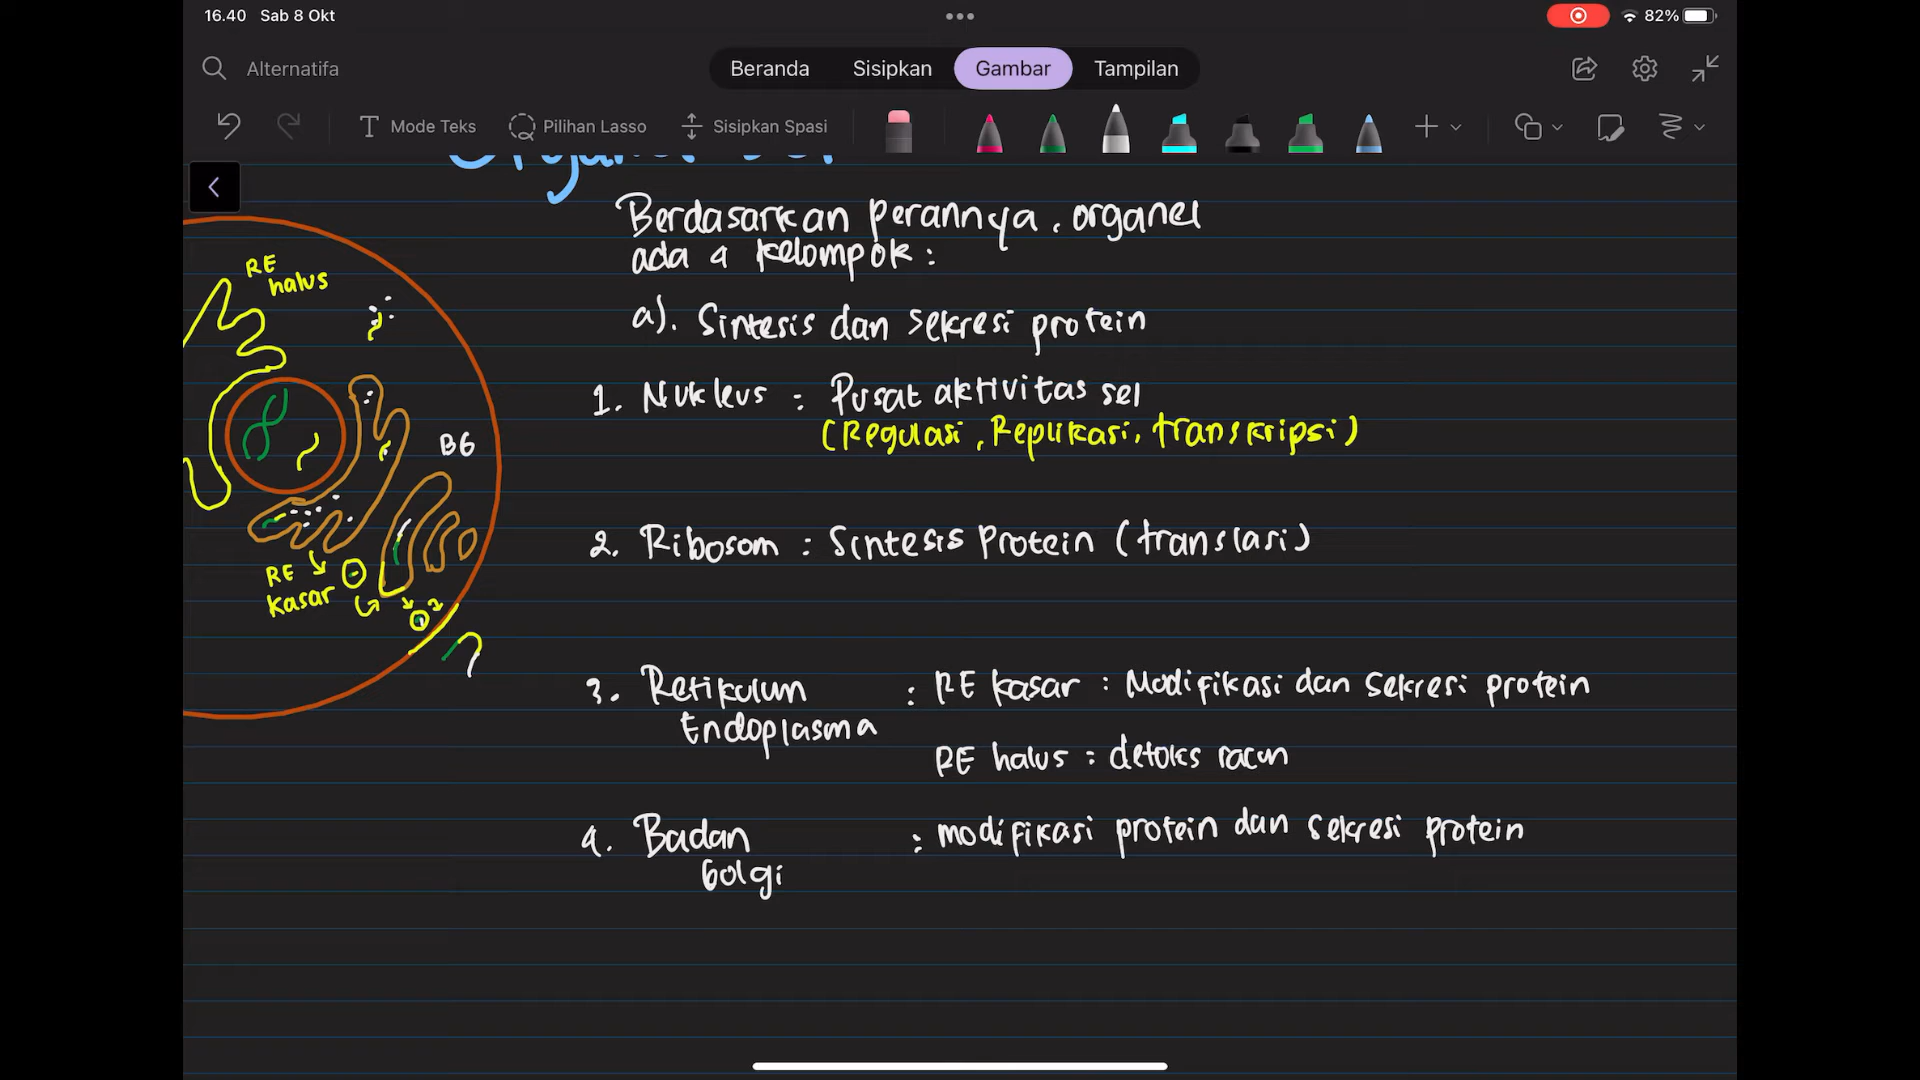 16.40 Sab 8 Okt
82%
Alternatifa
Beranda Sisipkan Gambar Tampilan
Mode Teks Pilihan Lasso Sisipkan Spasi
Organel Sel
Berdasarkan perannya, organel
ada 4 kelompok :
a). Sintesis dan sekresi protein
1. Nukleus : Pusat aktivitas sel
(Regulasi, Replikasi, transkripsi)
2. Ribosom : Sintesis Protein (translasi)
3. Retikulum : RE kasar : Modifikasi dan sekresi protein
Endoplasma
RE halus : detoks racun
4. Badan : modifikasi protein dan sekresi protein
Golgi
RE
halus
BG
RE
kasar